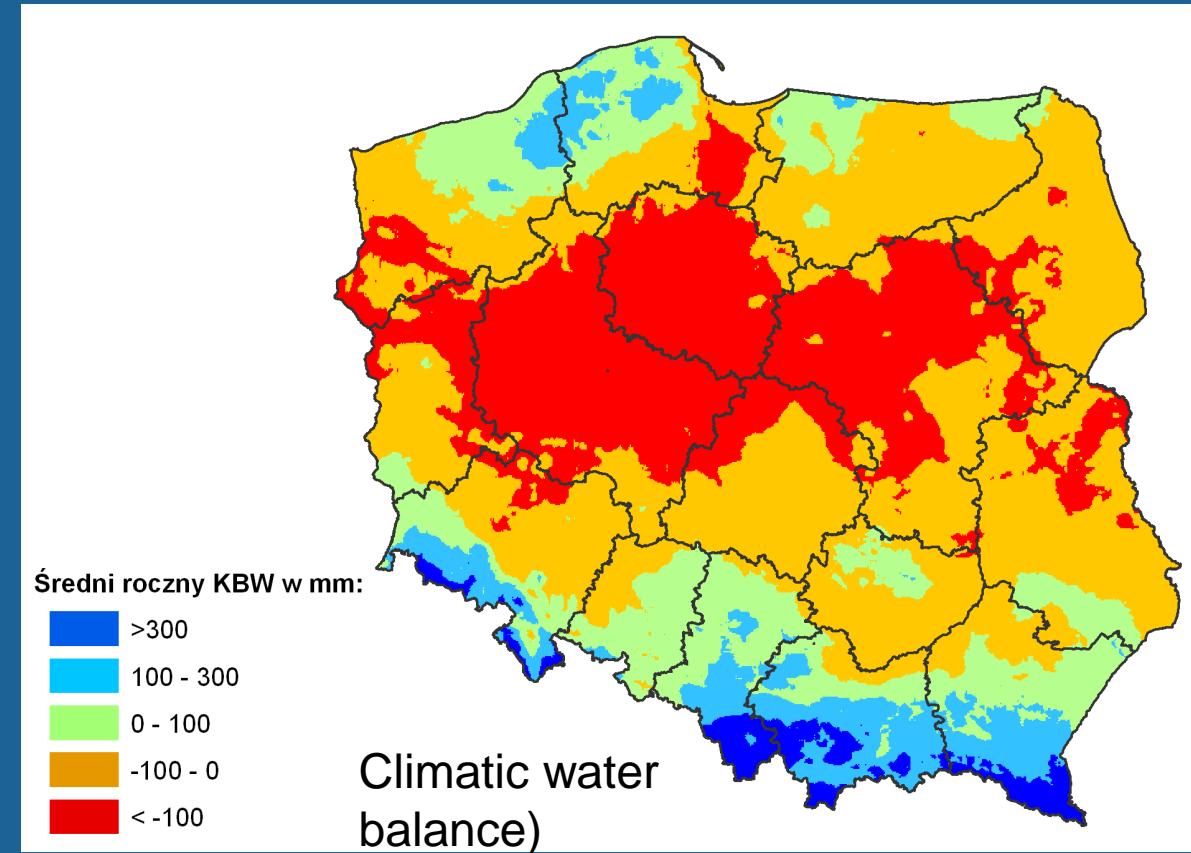 Średni roczny KBW w mm:
>300
100 - 300
0 - 100
-100 - 0
< -100
Climatic water
balance)